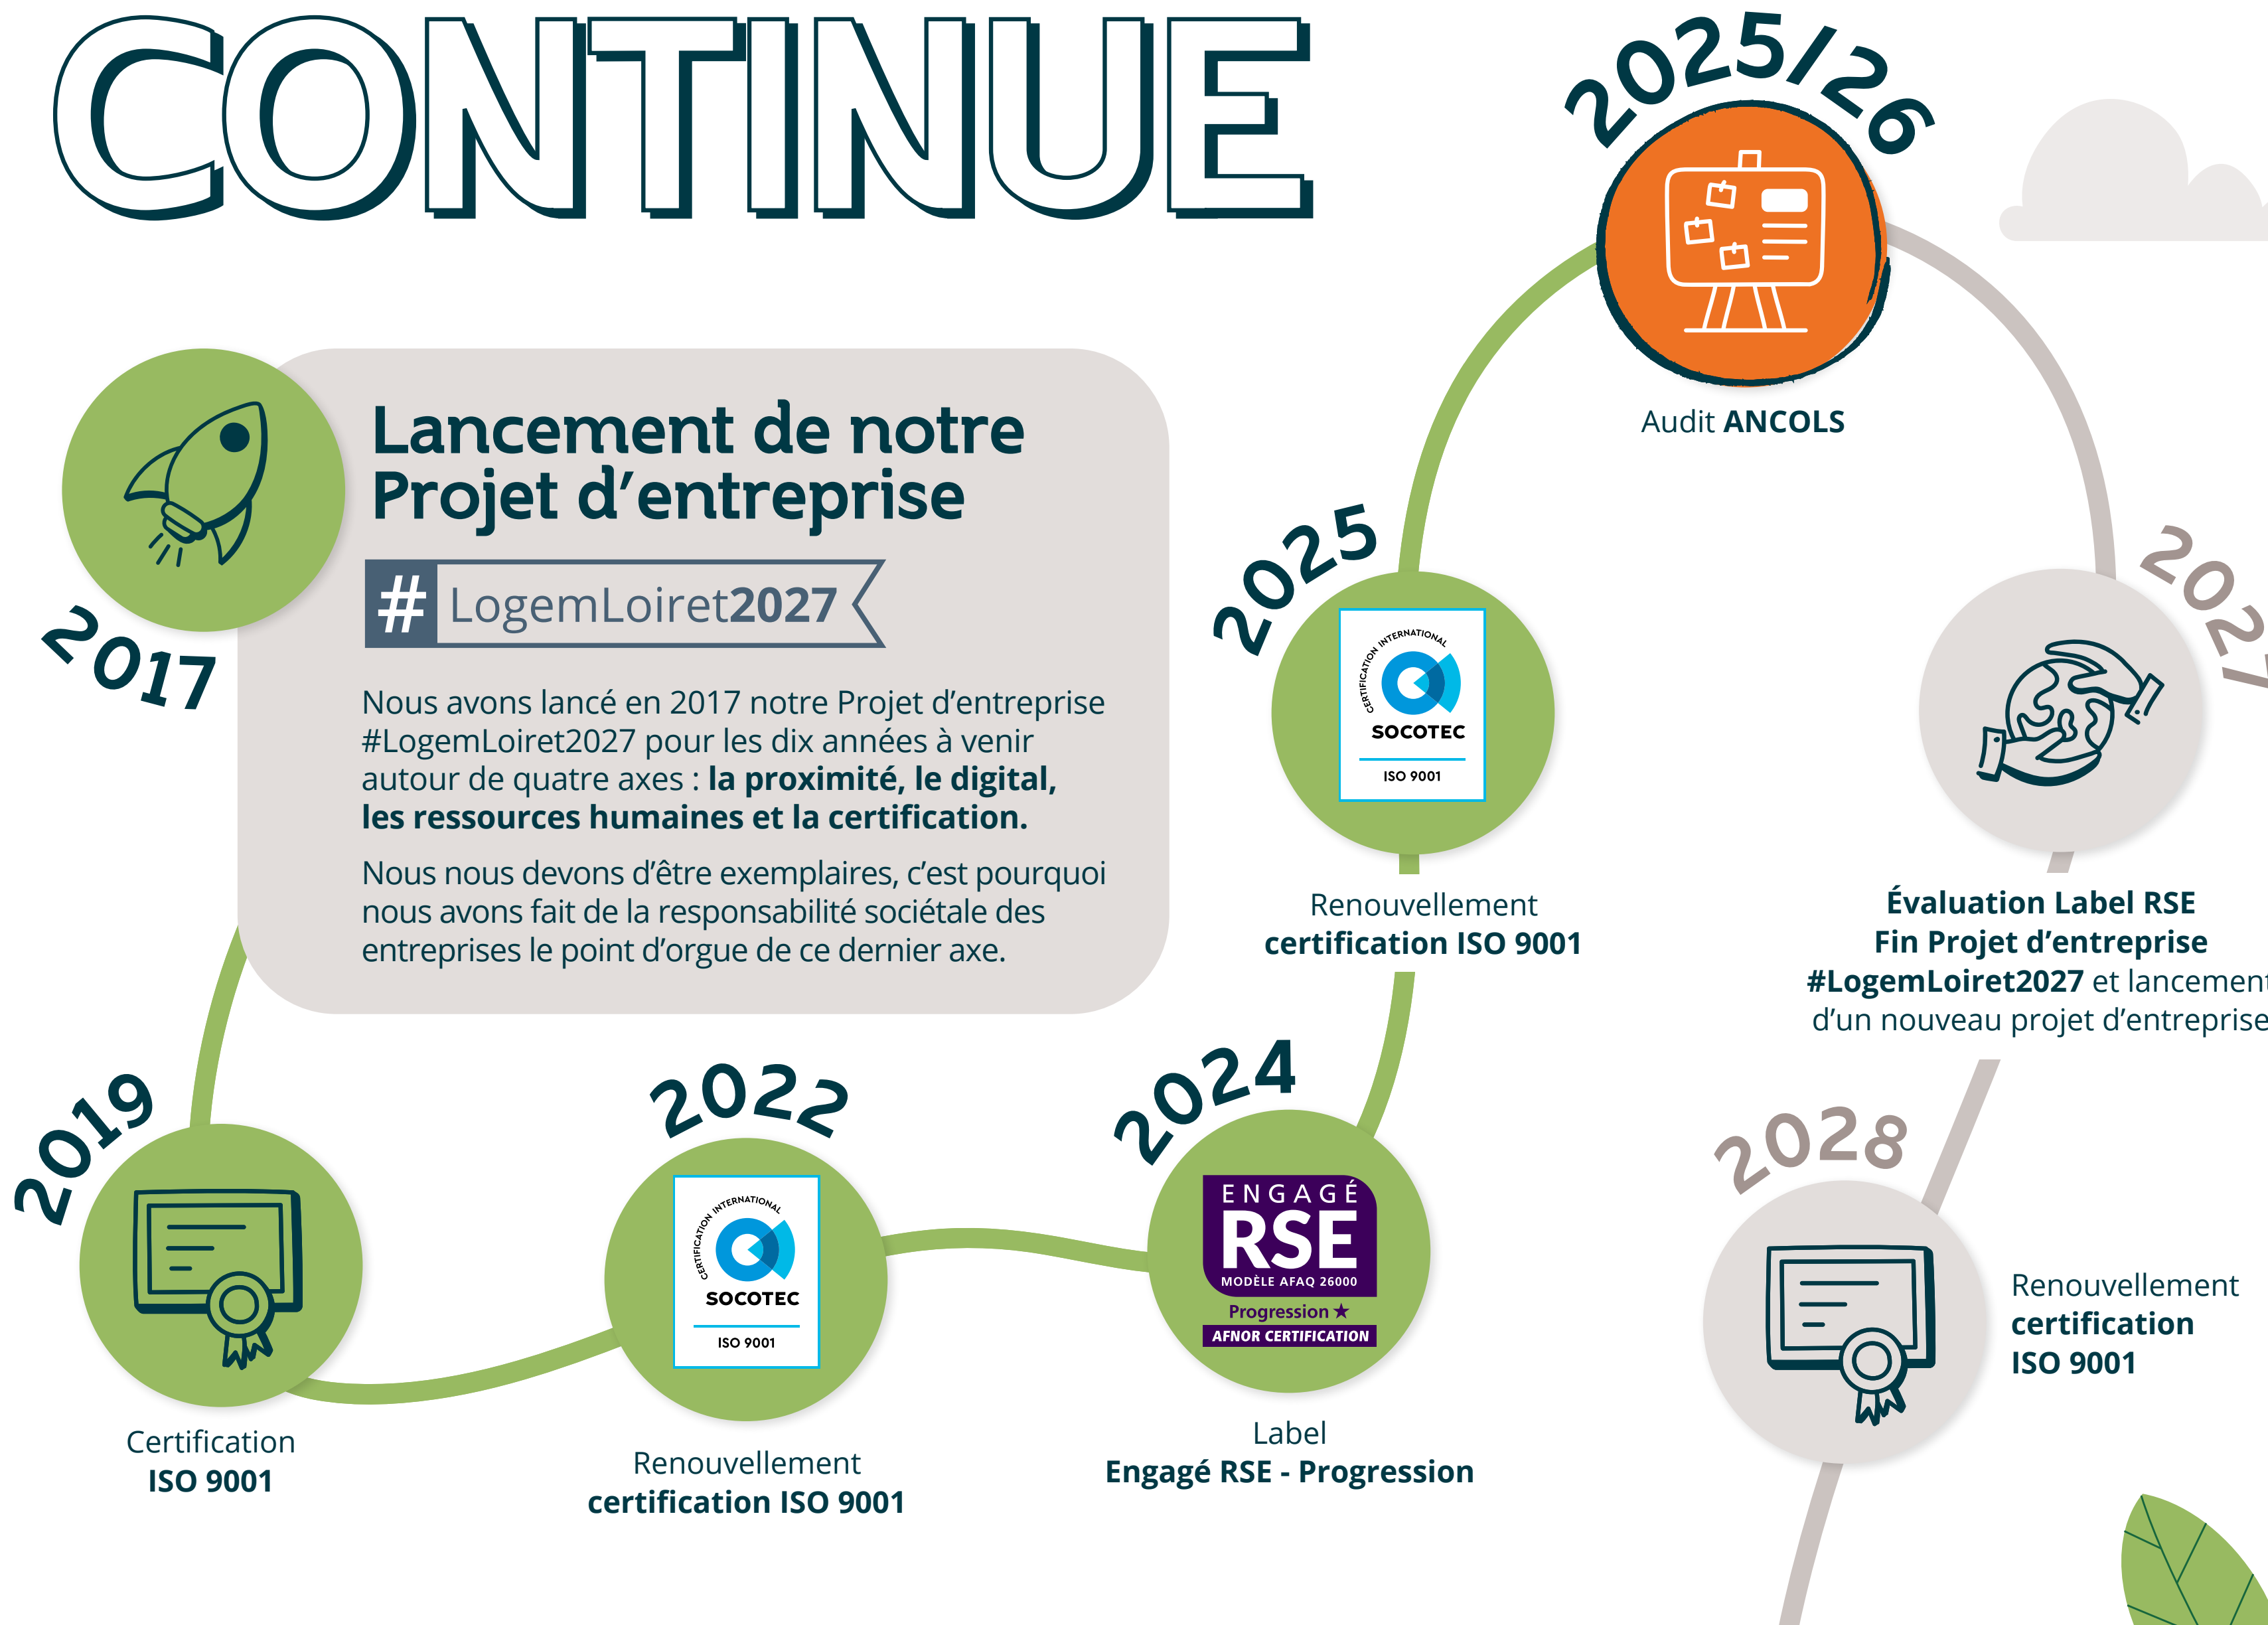 CONTINUE
2017
Lancement de notre
Projet d’entreprise
# LogemLoiret2027
Nous avons lancé en 2017 notre Projet d’entreprise
#LogemLoiret2027 pour les dix années à venir
autour de quatre axes : la proximité, le digital,
les ressources humaines et la certification.
Nous nous devons d’être exemplaires, c’est pourquoi
nous avons fait de la responsabilité sociétale des
entreprises le point d’orgue de ce dernier axe.
2019
Certification
ISO 9001
2022
CERTIFICATION INTERNATIONAL
SOCOTEC
ISO 9001
Renouvellement
certification ISO 9001
2024
ENGAGÉ
RSE
MODÈLE AFAQ 26000
Progression ★
AFNOR CERTIFICATION
Label
Engagé RSE - Progression
2025
CERTIFICATION INTERNATIONAL
SOCOTEC
ISO 9001
Renouvellement
certification ISO 9001
2025/26
Audit ANCOLS
2027
Évaluation Label RSE
Fin Projet d’entreprise
#LogemLoiret2027 et lancement
d’un nouveau projet d’entreprise
2028
Renouvellement
certification
ISO 9001